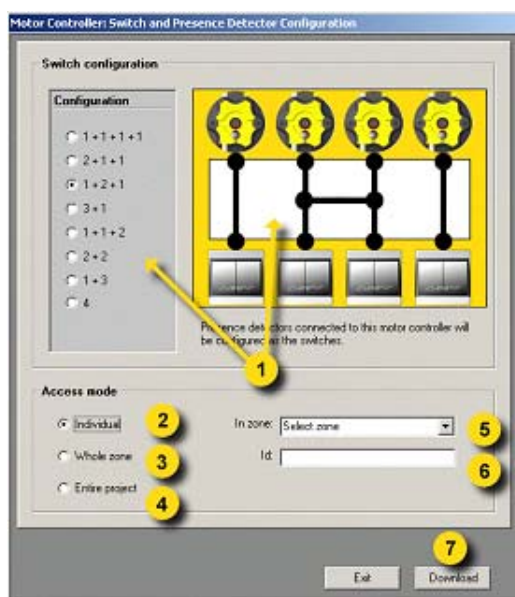 Motor Controller: Switch and Presence Detector Configuration
Switch configuration
Configuration
1 + 1 + 1 + 1
2 + 1 + 1
1 + 2 + 1
3 + 1
1 + 1 + 2
2 + 2
1 + 3
4
Presence detectors connected to this motor controller will
be configured as the switches.
1
Access mode
Individual
2
In zone:
Select zone
5
Whole zone
3
Id:
6
Entire project
4
7
Exit
Download